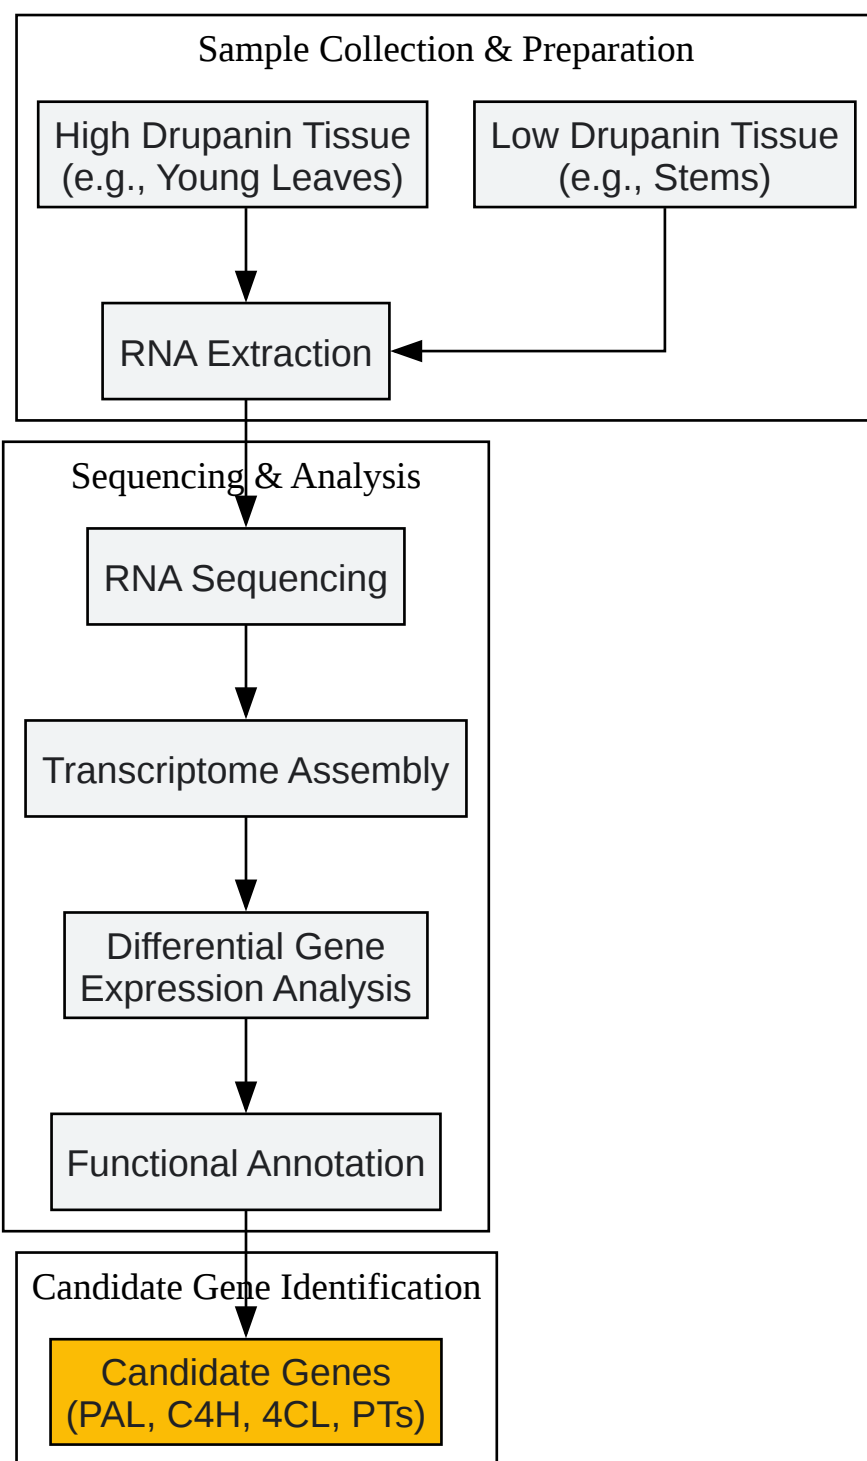 Sample Collection & Preparation
High Drupanin Tissue
(e.g., Young Leaves)
Low Drupanin Tissue
(e.g., Stems)
RNA Extraction
Sequencing & Analysis
RNA Sequencing
Transcriptome Assembly
Differential Gene
Expression Analysis
Functional Annotation
Candidate Gene Identification
Candidate Genes
(PAL, C4H, 4CL, PTs)